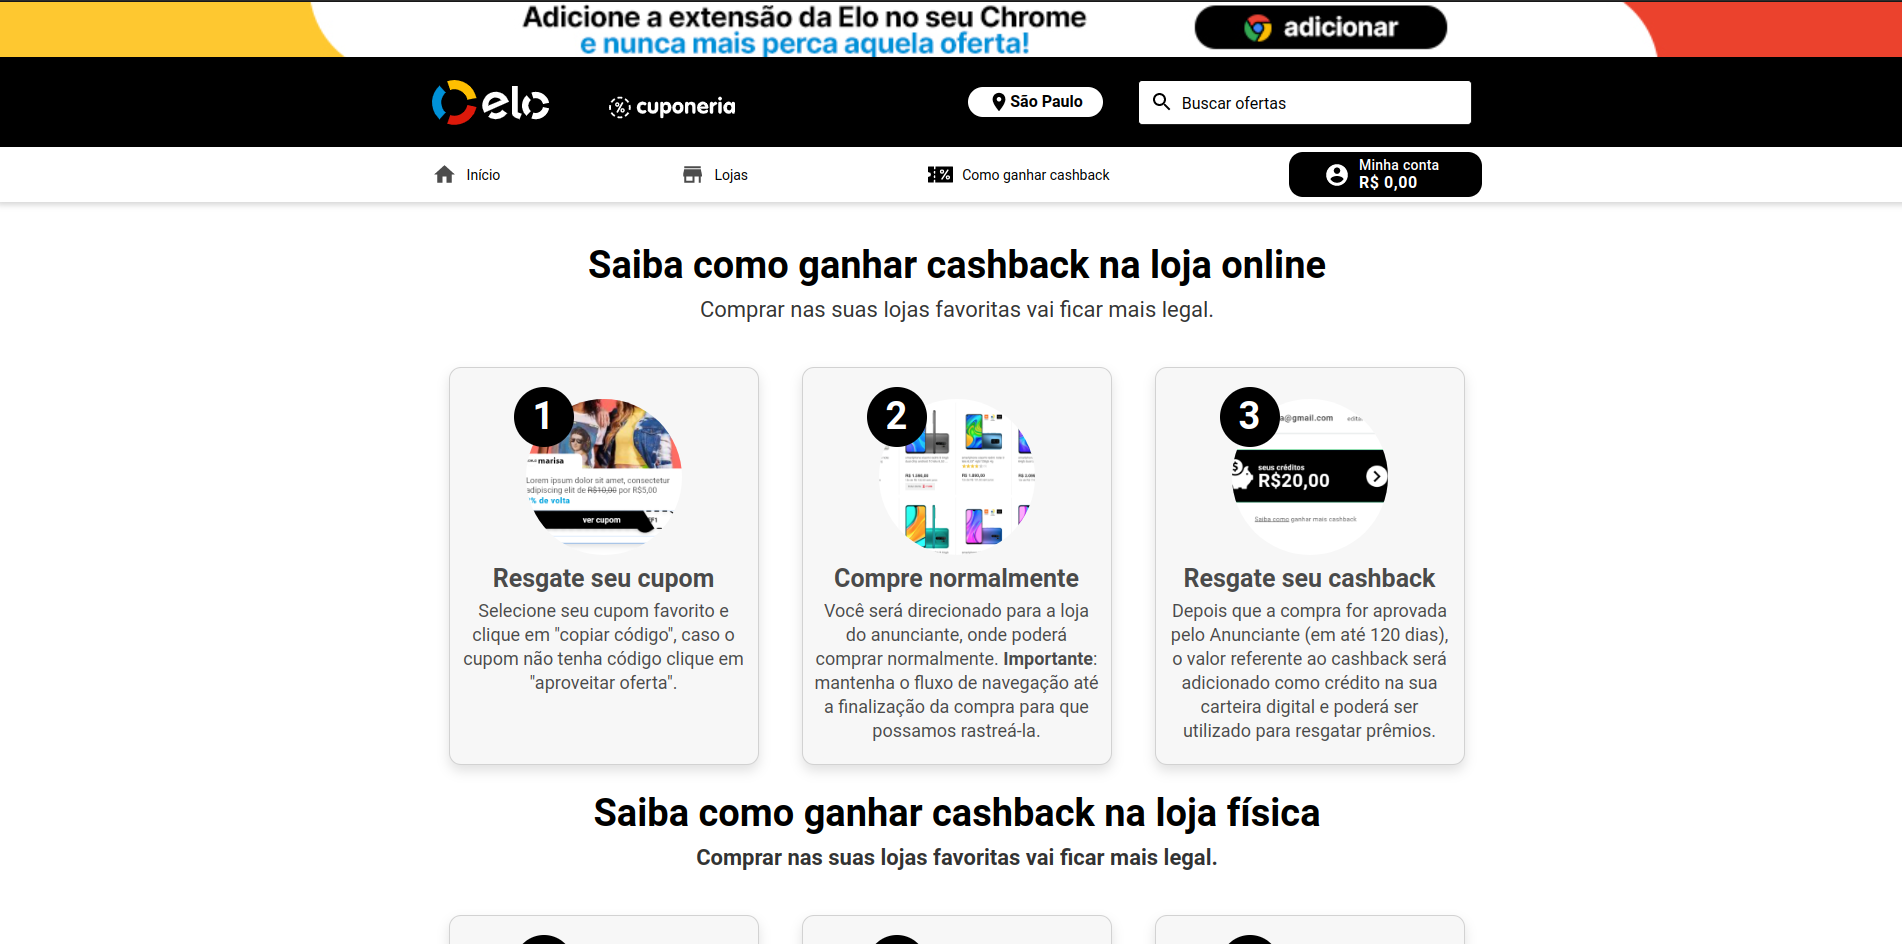 Adicione a extensão da Elo no seu Chrome
e nunca mais perca aquela oferta!
adicionar
elo
cuponeria
São Paulo
Buscar ofertas
Início
Lojas
Como ganhar cashback
Minha conta
R$ 0,00
Saiba como ganhar cashback na loja online
Comprar nas suas lojas favoritas vai ficar mais legal.
1
marisa
Lorem ipsum dolor sit amet, consectetur
adipiscing elit de R$10,00 por R$5,00
% de volta
ver cupom
Resgate seu cupom
Selecione seu cupom favorito e
clique em "copiar código", caso o
cupom não tenha código clique em
"aproveitar oferta".
2
Compre normalmente
Você será direcionado para a loja
do anunciante, onde poderá
comprar normalmente. Importante:
mantenha o fluxo de navegação até
a finalização da compra para que
possamos rastreá-la.
3
a@gmail.com
edita
seus créditos
R$20,00
Saiba como ganhar mais cashback
Resgate seu cashback
Depois que a compra for aprovada
pelo Anunciante (em até 120 dias),
o valor referente ao cashback será
adicionado como crédito na sua
carteira digital e poderá ser
utilizado para resgatar prêmios.
Saiba como ganhar cashback na loja física
Comprar nas suas lojas favoritas vai ficar mais legal.